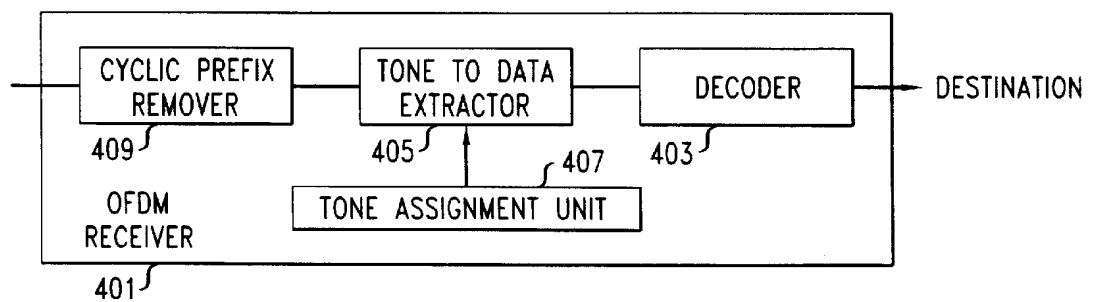 CYCLIC PREFIX
REMOVER
409
TONE TO DATA
EXTRACTOR
405
DECODER
403
DESTINATION
407
TONE ASSIGNMENT UNIT
OFDM
RECEIVER
401